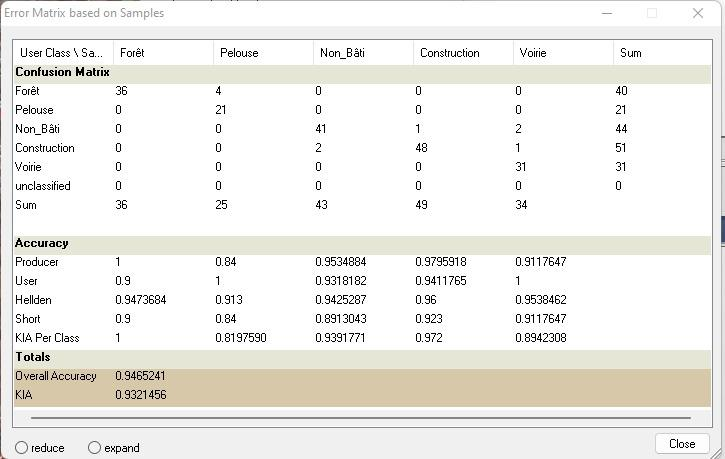 Error Matrix based on Samples
User Class \ Sa... Forêt Pelouse Non_Bâti Construction Voirie Sum
Confusion Matrix
Forêt 36 4 0 0 0 40
Pelouse 0 21 0 0 0 21
Non_Bâti 0 0 41 1 2 44
Construction 0 0 2 48 1 51
Voirie 0 0 0 0 31 31
unclassified 0 0 0 0 0 0
Sum 36 25 43 49 34
Accuracy
Producer 1 0.84 0.9534884 0.9795918 0.9117647
User 0.9 1 0.9318182 0.9411765 1
Hellden 0.9473684 0.913 0.9425287 0.96 0.9538462
Short 0.9 0.84 0.8913043 0.923 0.9117647
KIA Per Class 1 0.8197590 0.9391771 0.972 0.8942308
Totals
Overall Accuracy 0.9465241
KIA 0.9321456
reduce expand Close